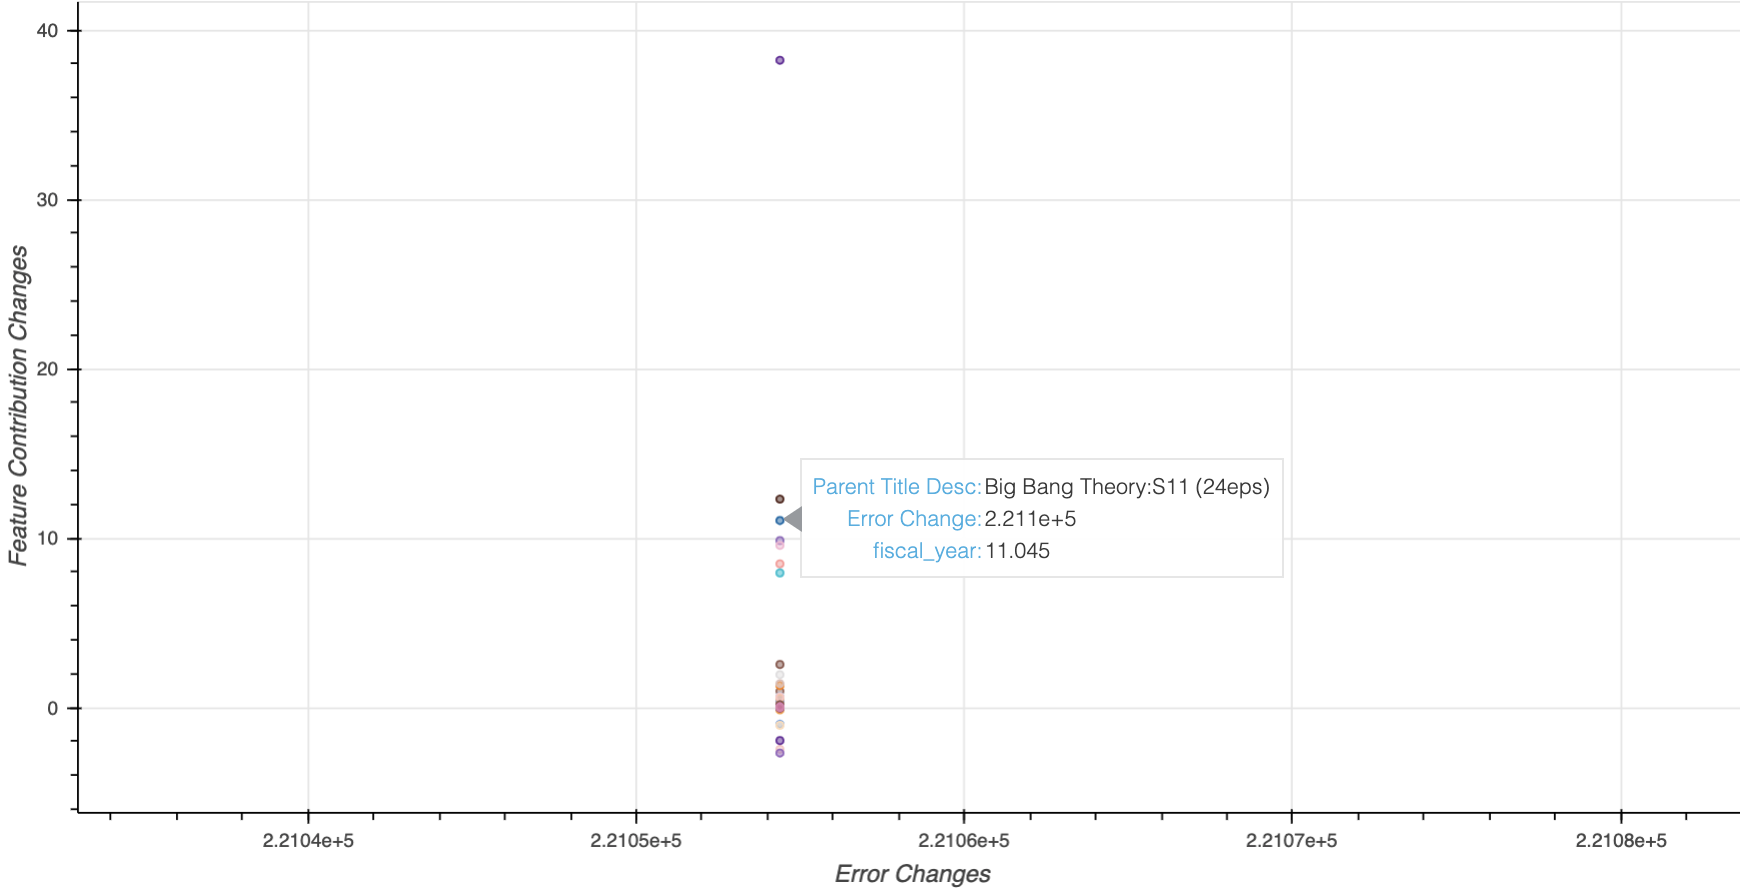 40
30
20
10
0
Feature Contribution Changes
Parent Title Desc: Big Bang Theory:S11 (24eps)
Error Change: 2.211e+5
fiscal_year: 11.045
2.2104e+5 2.2105e+5 2.2106e+5 2.2107e+5 2.2108e+5
Error Changes